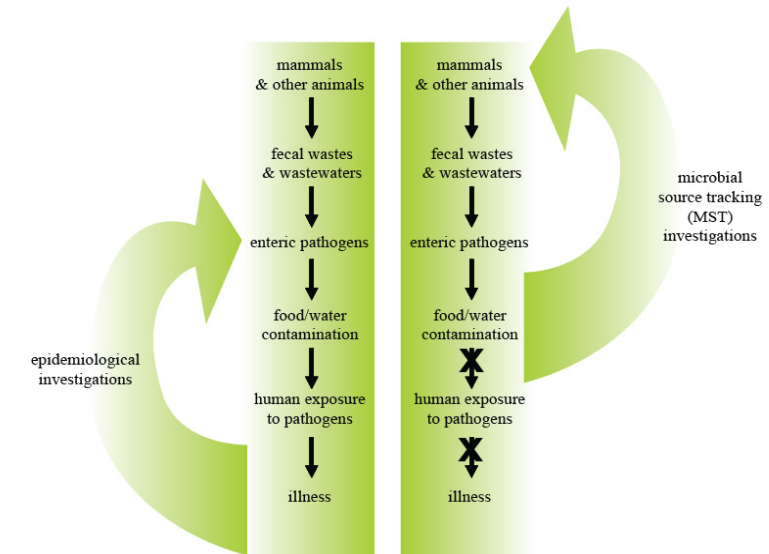 mammals
& other animals
fecal wastes
& wastewaters
enteric pathogens
food/water
contamination
human exposure
to pathogens
illness
epidemiological
investigations
mammals
& other animals
fecal wastes
& wastewaters
enteric pathogens
food/water
contamination
human exposure
to pathogens
illness
microbial
source tracking
(MST)
investigations